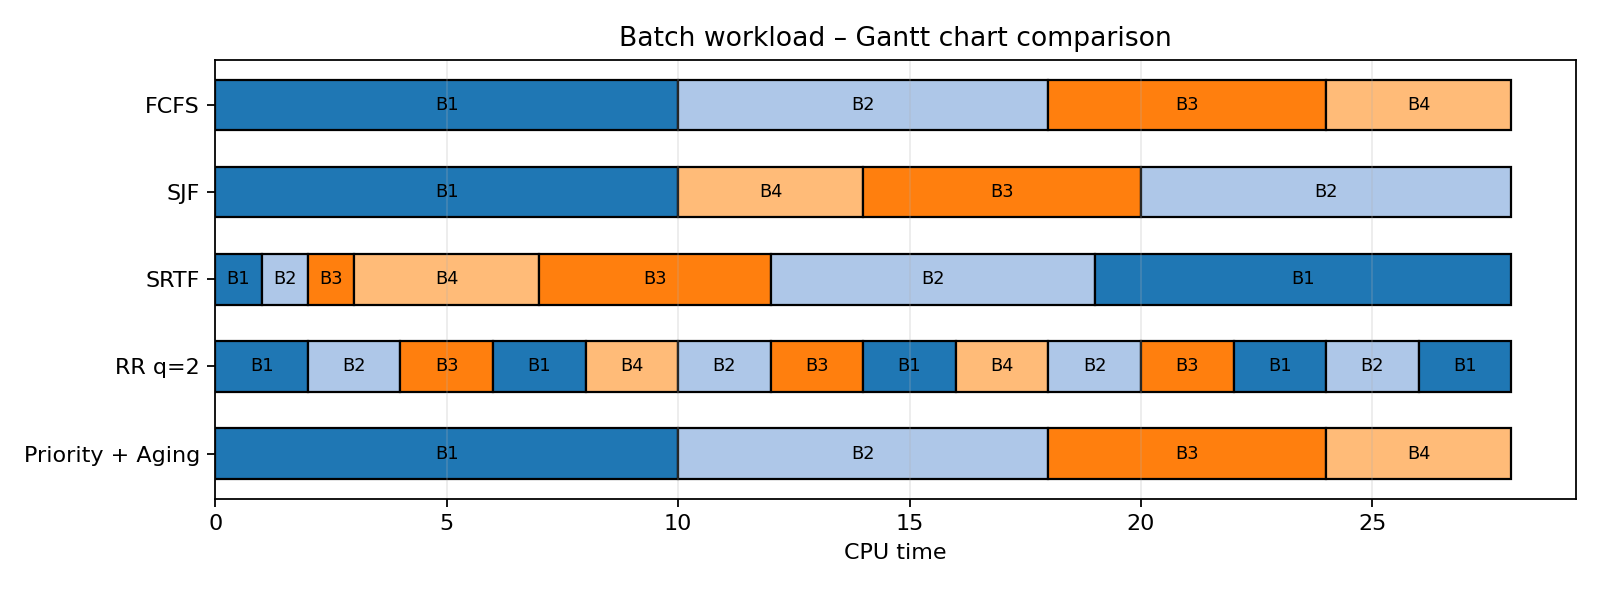 Batch workload – Gantt chart comparison
FCFS B1 B2 B3 B4
SJF B1 B4 B3 B2
SRTF B1 B2 B3 B4 B3 B2 B1
RR q=2 B1 B2 B3 B1 B4 B2 B3 B1 B4 B2 B3 B1 B2 B1
Priority + Aging B1 B2 B3 B4
0 5 10 15 20 25
CPU time